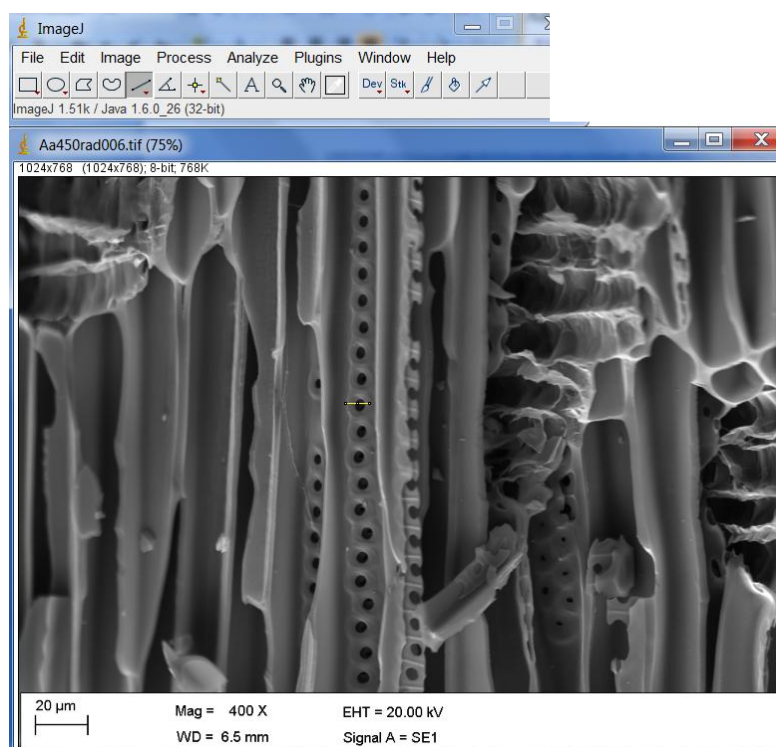 ImageJ
File Edit Image Process Analyze Plugins Window Help
A Dev Stk
ImageJ 1.51k / Java 1.6.0_26 (32-bit)
Aa450rad006.tif (75%)
1024x768 (1024x768); 8-bit; 768K
20 µm Mag = 400 X EHT = 20.00 kV
WD = 6.5 mm Signal A = SE1